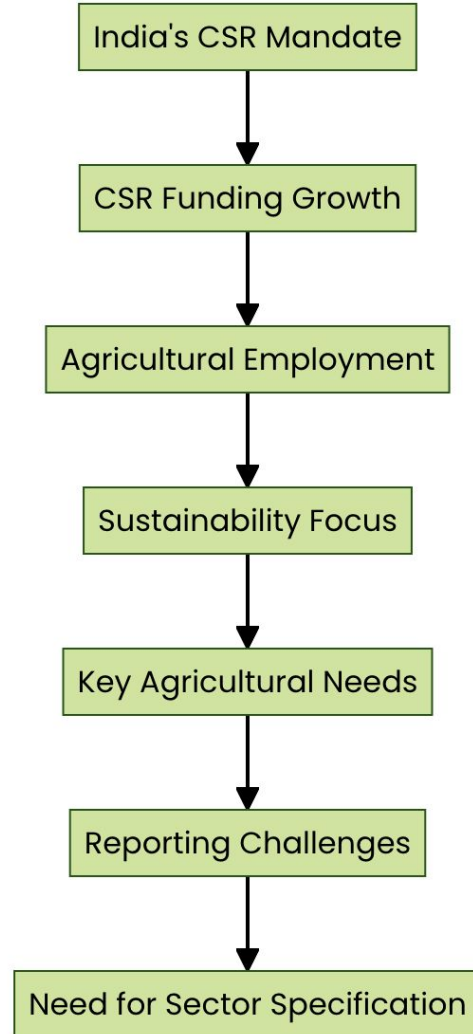 India's CSR Mandate
CSR Funding Growth
Agricultural Employment
Sustainability Focus
Key Agricultural Needs
Reporting Challenges
Need for Sector Specification